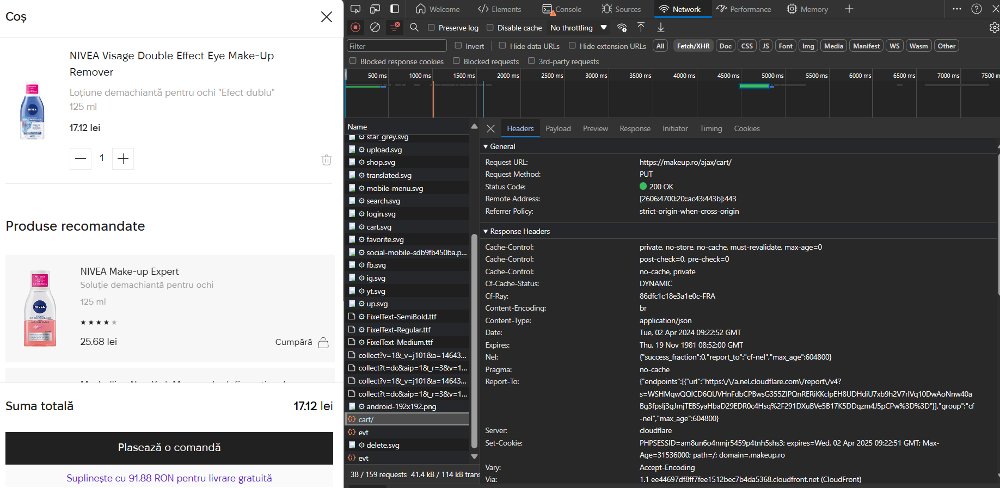 Coș
NIVEA Visage Double Effect Eye Make-Up
Remover
Loțiune demachiantă pentru ochi "Efect dublu"
125 ml
17.12 lei
1
Produse recomandate
NIVEA Make-up Expert
Soluție demachiantă pentru ochi
125 ml
25.68 lei
Cumpără
Suma totală
17.12 lei
Plasează o comandă
Suplinește cu 91.88 RON pentru livrare gratuită
Welcome
Elements
Console
Sources
Network
Performance
Memory
Preserve log
Disable cache
No throttling
Filter
Invert
Hide data URLs
Hide extension URLs
All
Fetch/XHR
Doc
CSS
JS
Font
Img
Media
Manifest
WS
Wasm
Other
Blocked response cookies
Blocked requests
3rd-party requests
500 ms
1000 ms
1500 ms
2000 ms
2500 ms
3000 ms
3500 ms
4000 ms
4500 ms
5000 ms
5500 ms
6000 ms
6500 ms
7000 ms
7500 m
Name
star_grey.svg
upload.svg
shop.svg
translated.svg
mobile-menu.svg
search.svg
login.svg
cart.svg
favorite.svg
social-mobile-sdb9fb450ba.p...
fb.svg
ig.svg
yt.svg
up.svg
FixelText-SemiBold.ttf
FixelText-Regular.ttf
FixelText-Medium.ttf
collect?v=1&_v=j101&a=14643...
collect?t=dc&aip=1&_r=3&v=1...
collect?v=1&_v=j101&a=14643...
collect?t=dc&aip=1&_r=3&v=1...
android-192x192.png
cart/
evt
delete.svg
evt
38 / 159 requests 41.4 kB / 114 kB trans
Headers
Payload
Preview
Response
Initiator
Timing
Cookies
General
Request URL: https://makeup.ro/ajax/cart/
Request Method: PUT
Status Code: 200 OK
Remote Address: [2606:4700:20::ac43:443b]:443
Referrer Policy: strict-origin-when-cross-origin
Response Headers
Cache-Control: private, no-store, no-cache, must-revalidate, max-age=0
Cache-Control: post-check=0, pre-check=0
Cache-Control: no-cache, private
Cf-Cache-Status: DYNAMIC
Cf-Ray: 86dfc1c18e3a1e0c-FRA
Content-Encoding: br
Content-Type: application/json
Date: Tue, 02 Apr 2024 09:22:52 GMT
Expires: Thu, 19 Nov 1981 08:52:00 GMT
Nel: {"success_fraction":0,"report_to":"cf-nel","max_age":604800}
Pragma: no-cache
Report-To: {"endpoints":[{"url":"https:\/\/a.nel.cloudflare.com\/report\/v4?
s=WSHMqwQQlCD6QUVHnFdbCPBwsG355ZlPQnRERiKKclpEH8UDHdiU7xb9h2V7rlVq10DwAoNnw40a
Bg3fpslj3gJmjTEBSyaHbaD29EDR0c4Hsq%2F291DXuBVe5B17K5DDqzm4J5pCPw%3D%3D"}],"group":"cf
-nel","max_age":604800}
Server: cloudflare
Set-Cookie: PHPSESSID=am8un6o4nmjr5459p4tnh5shs3; expires=Wed, 02 Apr 2025 09:22:51 GMT; Max-
Age=31536000; path=/; domain=.makeup.ro
Vary: Accept-Encoding
Via: 1.1 ee44697df8ff7fee1512bec7b4da5368.cloudfront.net (CloudFront)